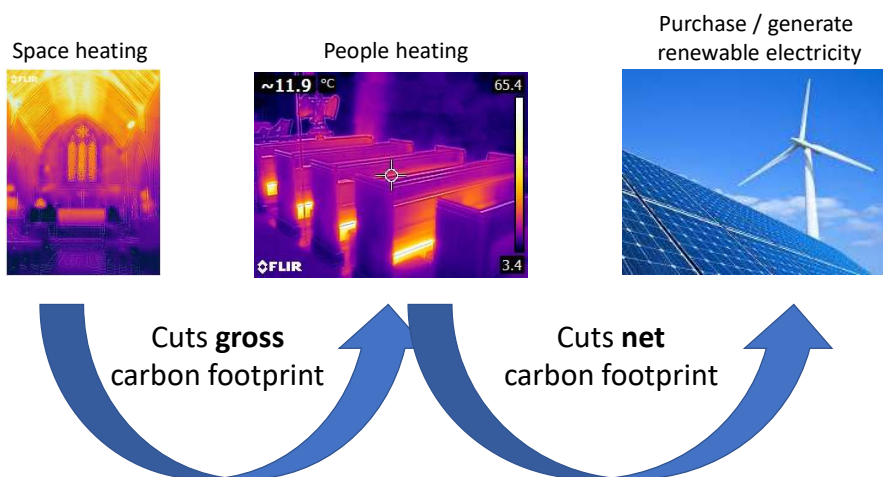 Space heating
People heating
Purchase / generate
renewable electricity
FLIR
~11.9 °C
65.4
3.4
FLIR
Cuts gross
carbon footprint
Cuts net
carbon footprint